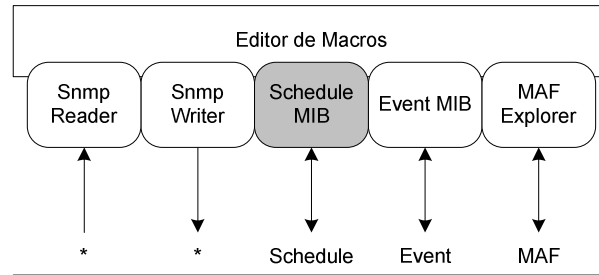 Editor de Macros
Snmp
Reader
Snmp
Writer
Schedule
MIB
Event MIB
MAF
Explorer
* * Schedule Event MAF